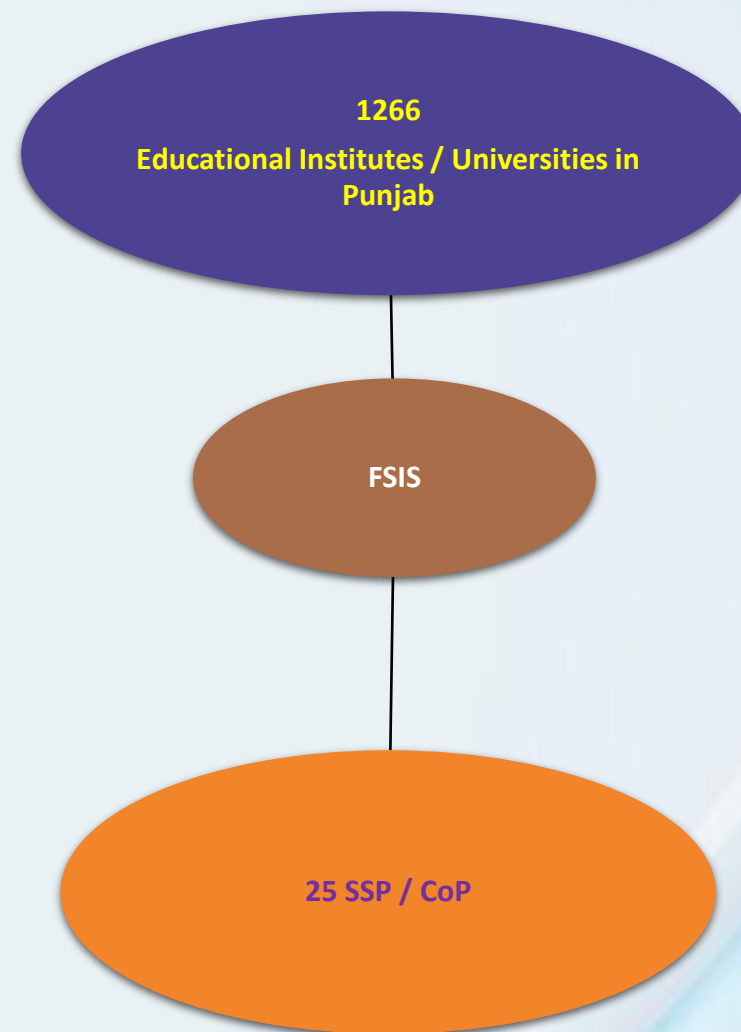 1266
Educational Institutes / Universities in
Punjab
FSIS
25 SSP / CoP